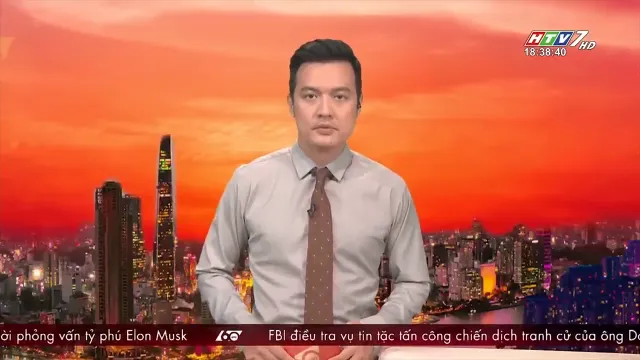 HTV7 HD
18:38:40
ời phỏng vấn tỷ phú Elon Musk 60 FBI điều tra vụ tin tặc tấn công chiến dịch tranh cử của ông D